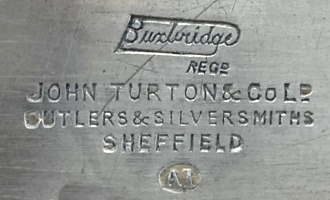 Buxbridge
REGD
JOHN TURTON & Co LD
CUTLERS & SILVERSMITHS
SHEFFIELD
A1